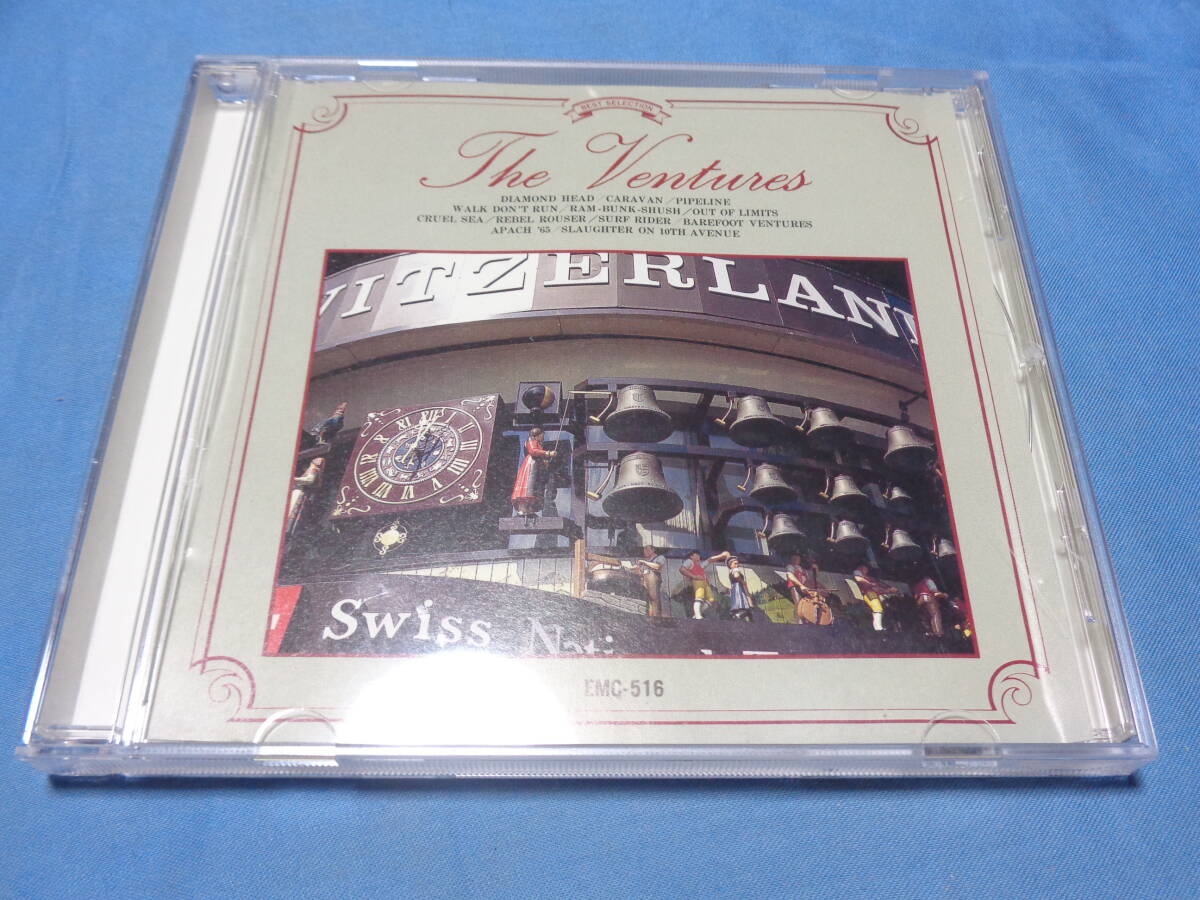 BEST SELECTION
The Ventures
DIAMOND HEAD/CARAVAN/PIPELINE
WALK DON'T RUN/RAM-BUNK-SHUSH/OUT OF LIMITS
CRUEL SEA/REBEL ROUSER/SURF RIDER/BAREFOOT VENTURES
APACH '65/SLAUGHTER ON 10TH AVENUE
WITZERLAN
Swiss
EMC-516